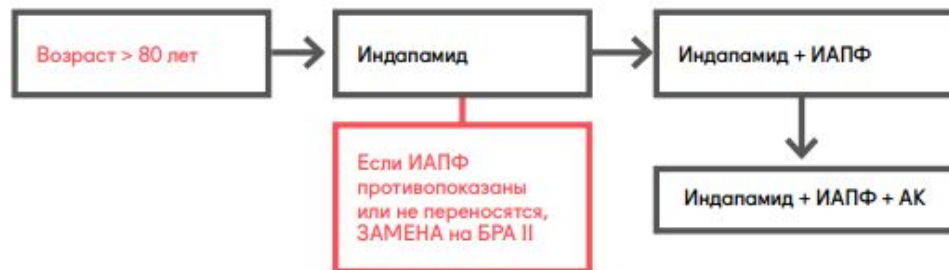 Возраст > 80 лет
Индапамид
Индапамид + ИАПФ
Если ИАПФ
противопоказаны
или не переносятся,
ЗАМЕНА на БРА II
Индапамид + ИАПФ + АК